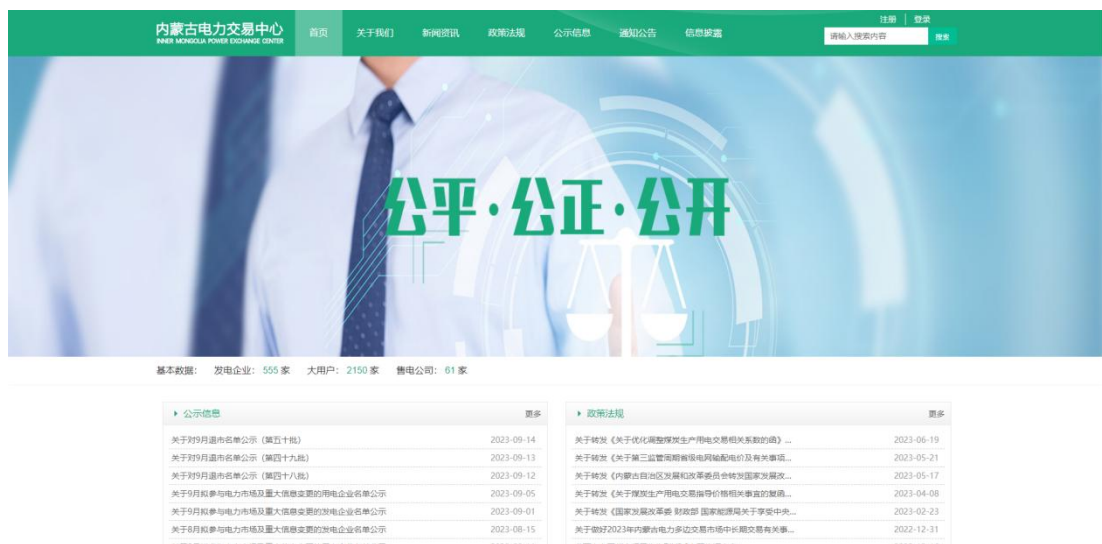 内蒙古电力交易中心
INNER MONGOLIA POWER EXCHANGE CENTER
首页 关于我们 新闻资讯 政策法规 公示信息 通知公告 信息披露
注册 | 登录
请输入搜索内容 搜索
公平·公正·公开
基本数据： 发电企业：555 家 大用户：2150 家 售电公司：61 家
公示信息 更多
关于对9月退市名单公示（第五十批） 2023-09-14
关于对9月退市名单公示（第四十九批） 2023-09-13
关于对9月退市名单公示（第四十八批） 2023-09-12
关于9月拟参与电力市场及重大信息变更的用电企业名单公示 2023-09-05
关于9月拟参与电力市场及重大信息变更的发电企业名单公示 2023-09-01
关于8月拟参与电力市场及重大信息变更的发电企业名单公示 2023-08-15
政策法规 更多
关于转发《关于优化调整煤炭生产用电交易相关系数的函》... 2023-06-19
关于转发《关于第三监管周期省级电网输配电价及有关事项... 2023-05-21
关于转发《内蒙古自治区发展和改革委员会转发国家发展改... 2023-05-17
关于转发《关于煤炭生产用电交易指导价格相关事宜的复函... 2023-04-08
关于转发《国家发展改革委 财政部 国家能源局关于享受中央... 2023-02-23
关于做好2023年内蒙古电力多边交易市场中长期交易有关事... 2022-12-31